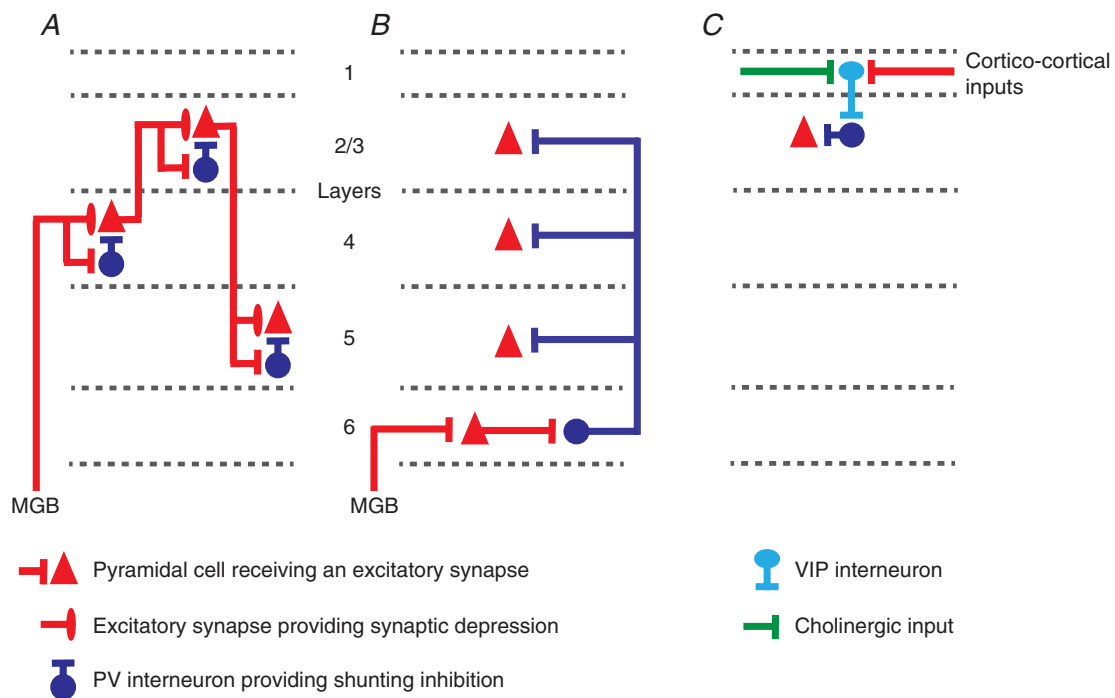 A
B
C
1
Cortico-cortical
inputs
2/3
Layers
4
5
6
MGB
MGB
Pyramidal cell receiving an excitatory synapse
VIP interneuron
Excitatory synapse providing synaptic depression
Cholinergic input
PV interneuron providing shunting inhibition